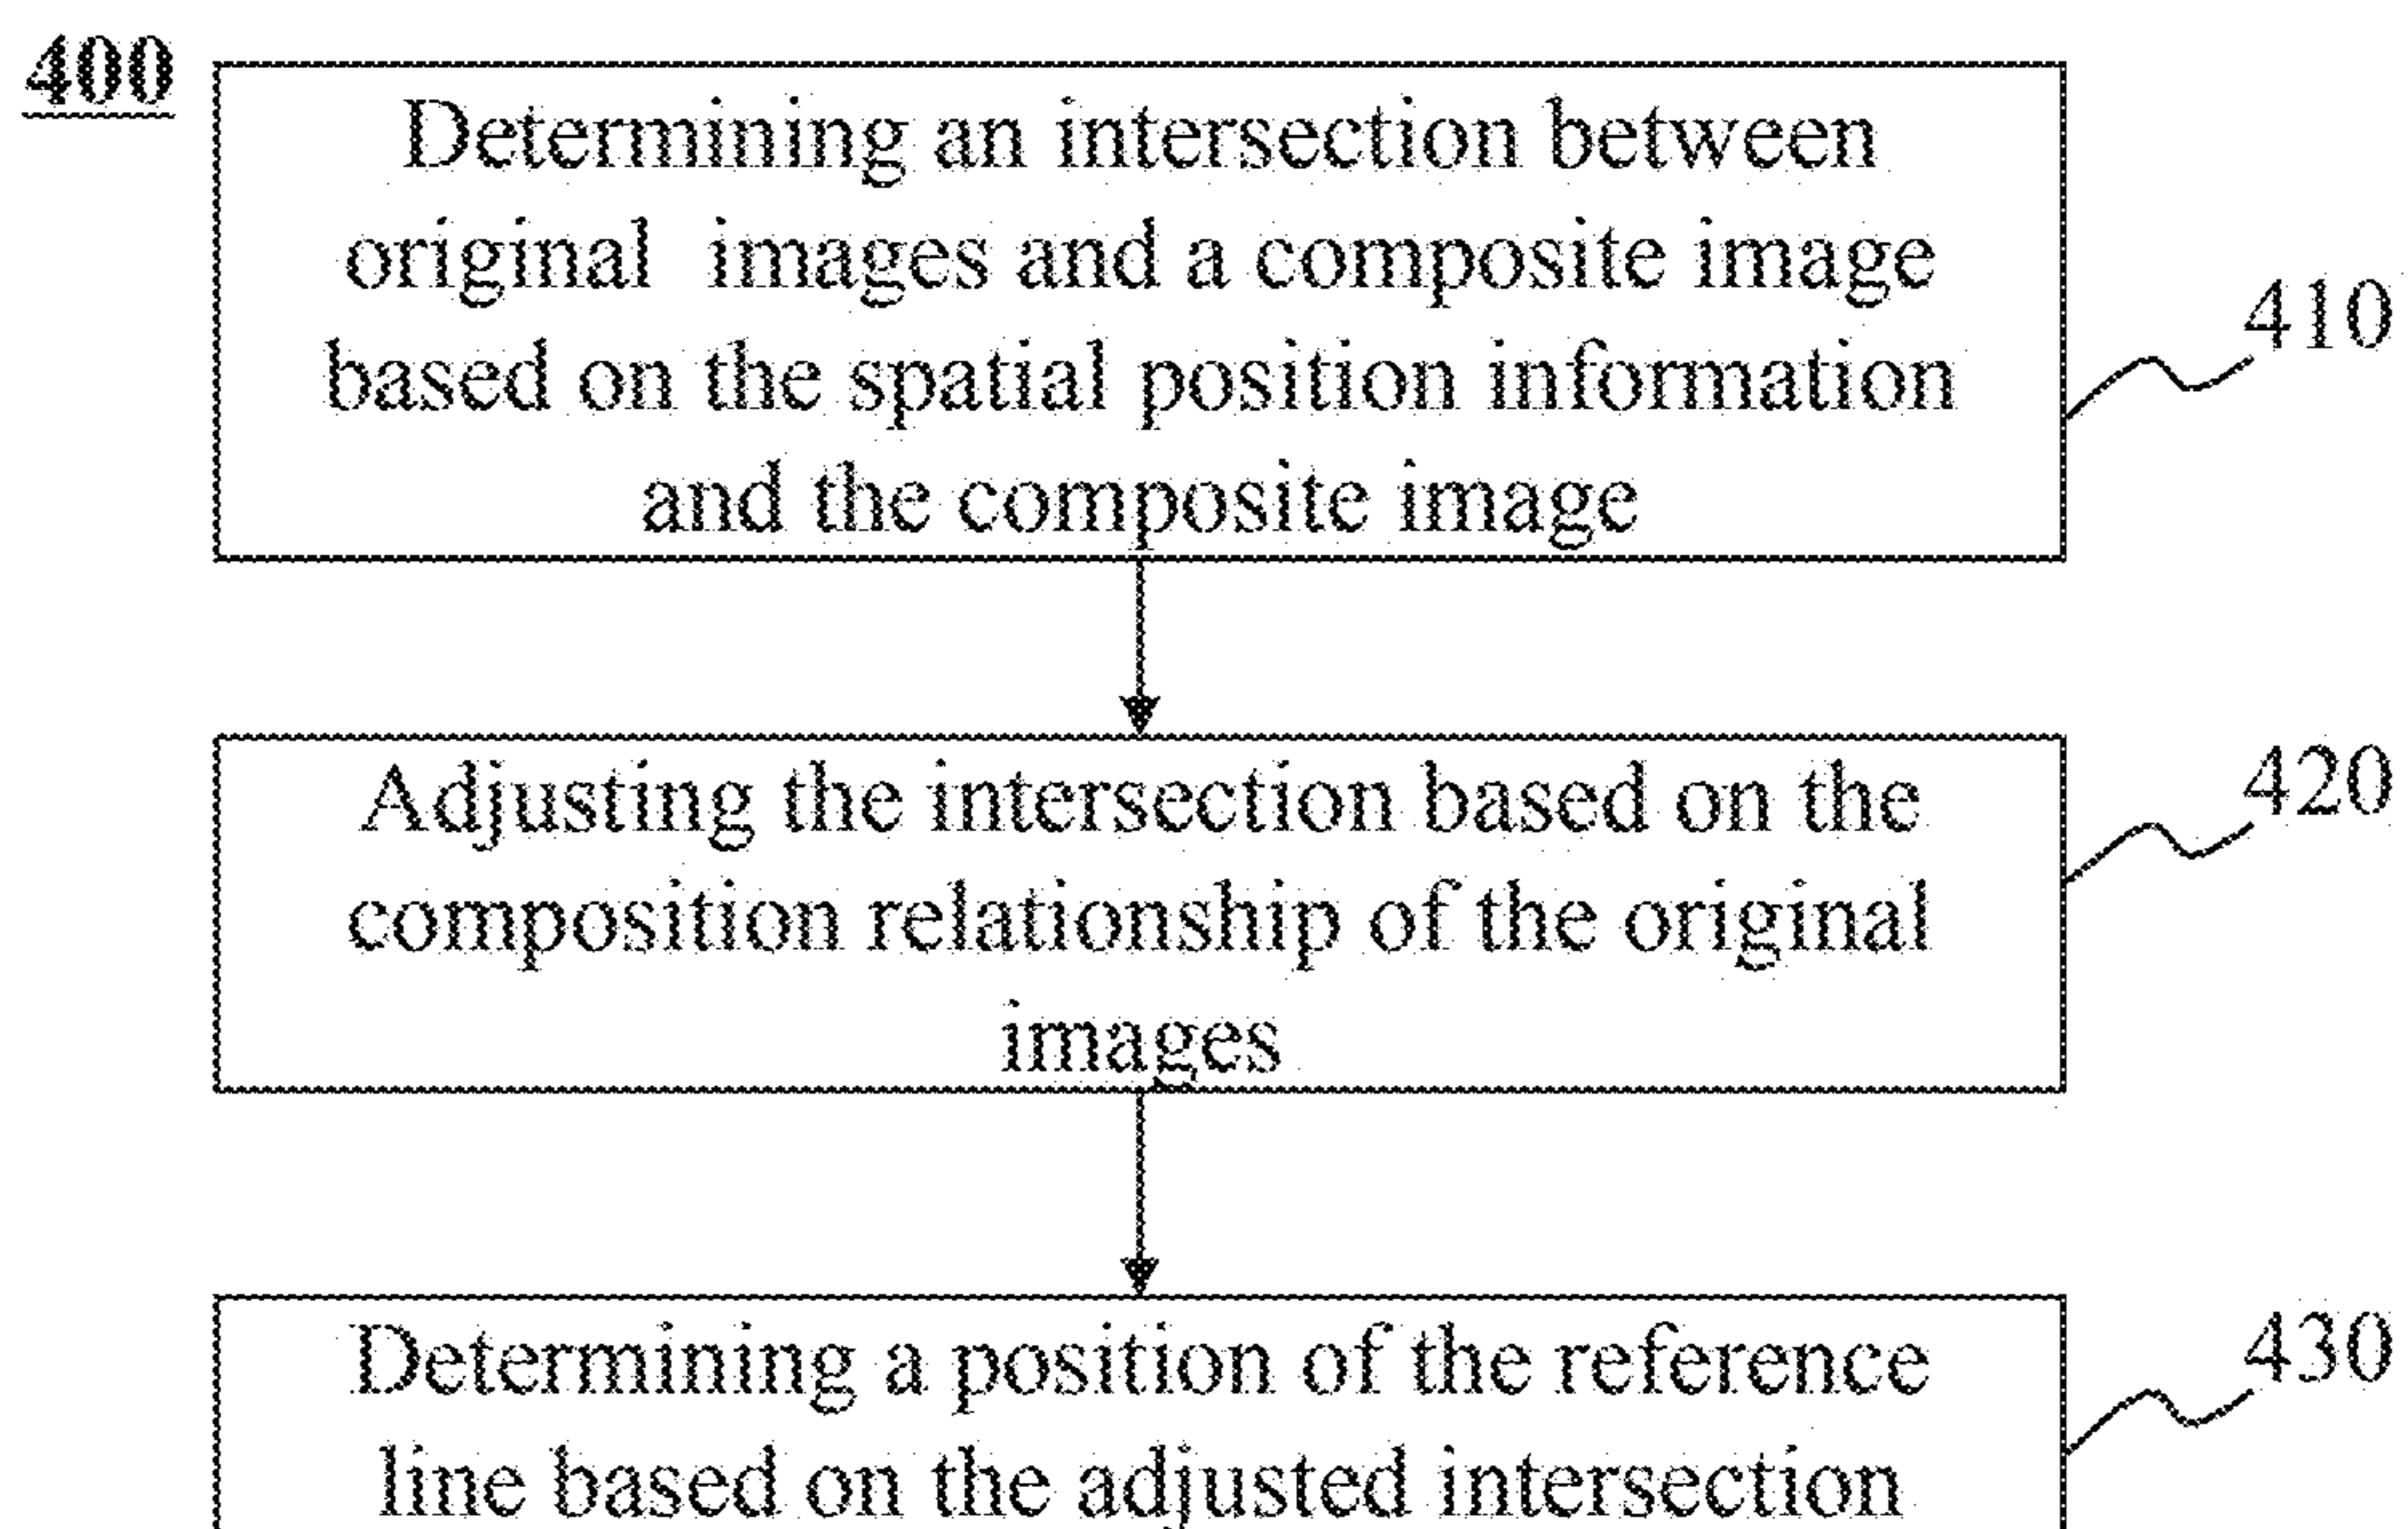 400
Determining an intersection between
original images and a composite image
based on the spatial position information
and the composite image
410
Adjusting the intersection based on the
composition relationship of the original
images
420
Determining a position of the reference
line based on the adjusted intersection
430